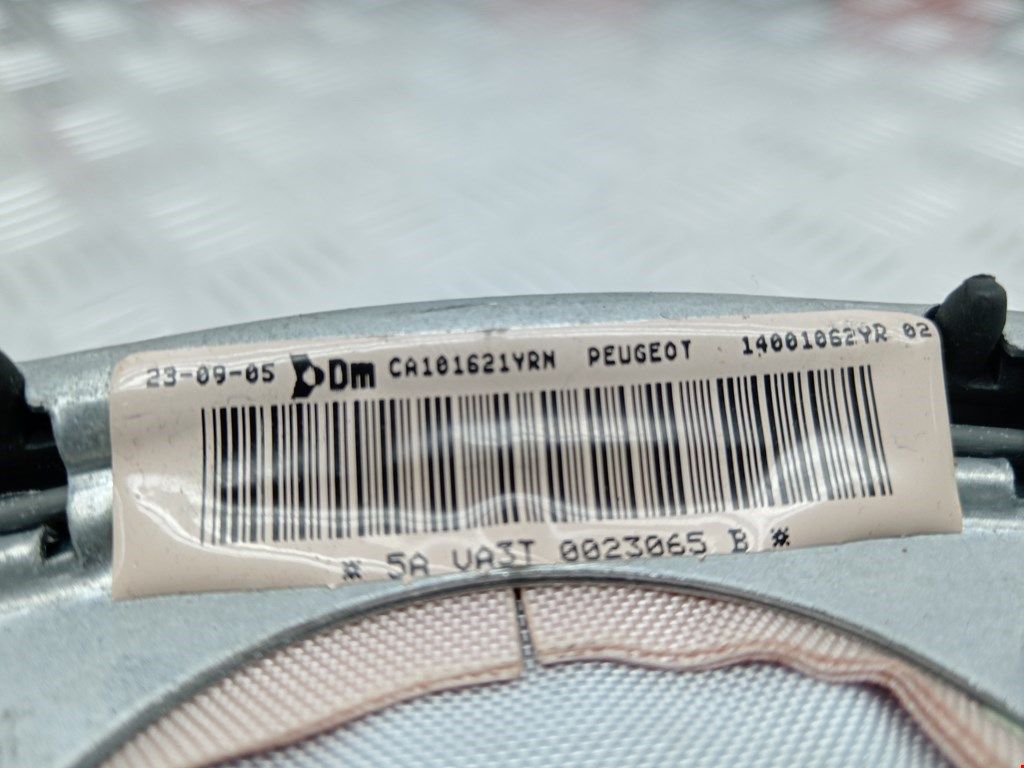 23-09-05 Dm CA101621YRN PEUGEOT 14001062YR 02
* 5A VA3T 0023065 B *